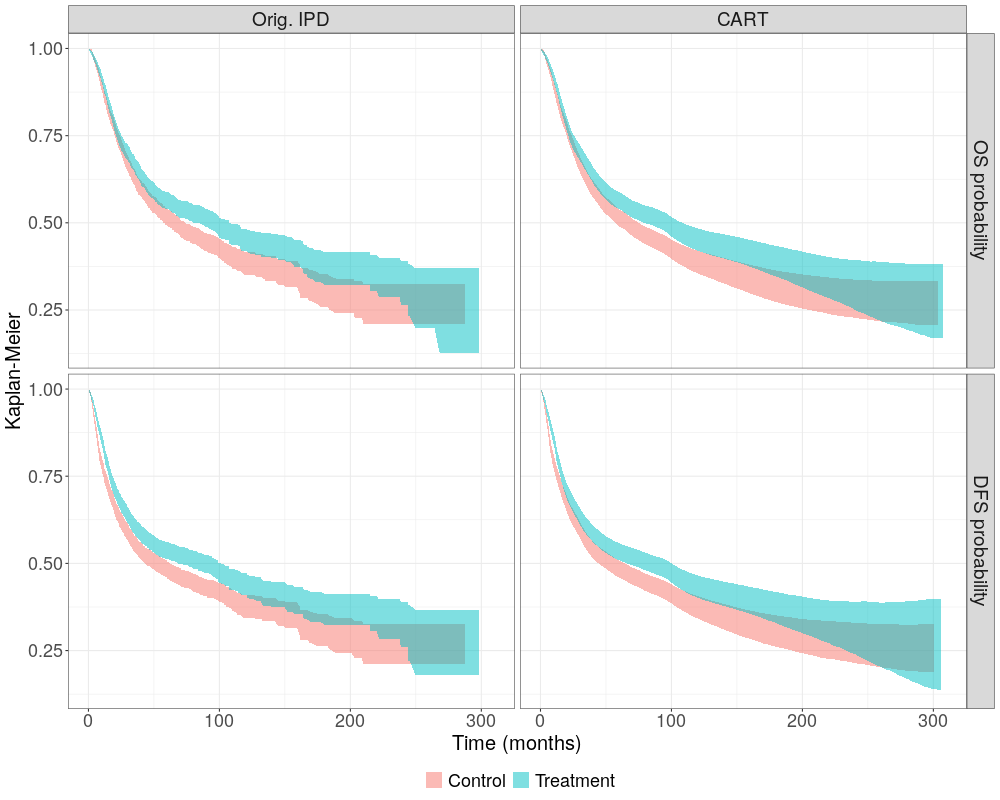 Orig. IPD CART
1.00
0.75
0.50
0.25
OS probability
Kaplan-Meier
1.00
0.75
0.50
0.25
DFS probability
0 100 200 300 0 100 200 300
Time (months)
Control Treatment